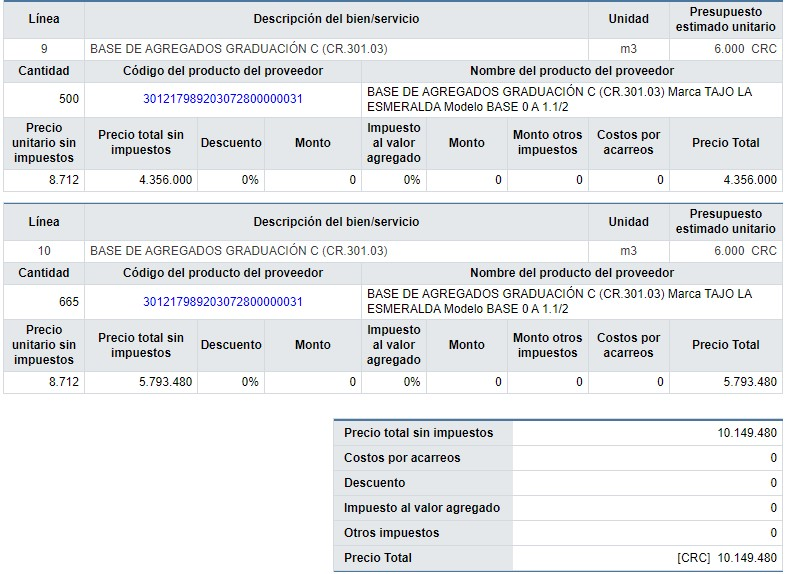 Línea Descripción del bien/servicio Unidad Presupuesto estimado unitario
9 BASE DE AGREGADOS GRADUACIÓN C (CR.301.03) m3 6.000 CRC
Cantidad Código del producto del proveedor Nombre del producto del proveedor
500 3012179892030728000000​31 BASE DE AGREGADOS GRADUACIÓN C (CR.301.03) Marca TAJO LA
ESMERALDA Modelo BASE 0 A 1.1/2
Precio unitario sin impuestos Precio total sin impuestos Descuento Monto Impuesto al valor agregado Monto Monto otros impuestos Costos por acarreos Precio Total
8.712 4.356.000 0% 0 0% 0 0 0 4.356.000
Línea Descripción del bien/servicio Unidad Presupuesto estimado unitario
10 BASE DE AGREGADOS GRADUACIÓN C (CR.301.03) m3 6.000 CRC
Cantidad Código del producto del proveedor Nombre del producto del proveedor
665 301217989203072800000031 BASE DE AGREGADOS GRADUACIÓN C (CR.301.03) Marca TAJO LA
ESMERALDA Modelo BASE 0 A 1.1/2
Precio unitario sin impuestos Precio total sin impuestos Descuento Monto Impuesto al valor agregado Monto Monto otros impuestos Costos por acarreos Precio Total
8.712 5.793.480 0% 0 0% 0 0 0 5.793.480
Precio total sin impuestos 10.149.480
Costos por acarreos 0
Descuento 0
Impuesto al valor agregado 0
Otros impuestos 0
Precio Total [CRC] 10.149.480